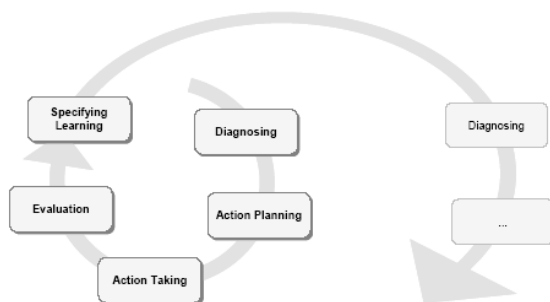 Specifying
Learning
Diagnosing
Diagnosing
Evaluation
Action Planning
...
Action Taking